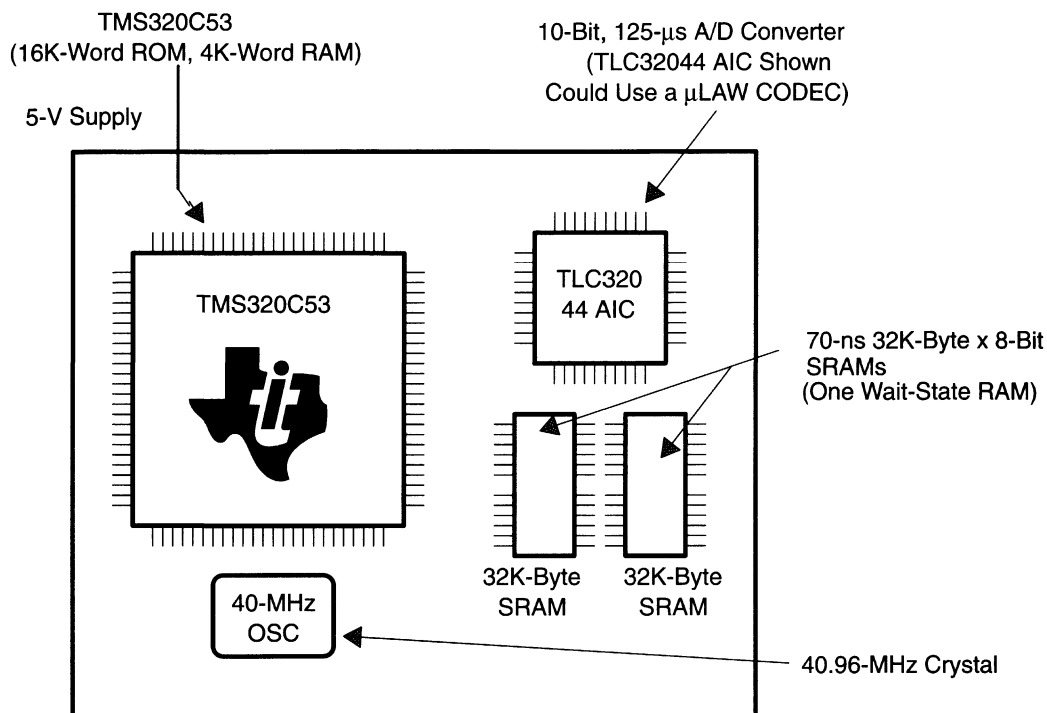 TMS320C53
(16K-Word ROM, 4K-Word RAM)
5-V Supply
10-Bit, 125-μs A/D Converter
(TLC32044 AIC Shown
Could Use a μLAW CODEC)
TMS320C53
TLC320
44 AIC
70-ns 32K-Byte x 8-Bit
SRAMs
(One Wait-State RAM)
32K-Byte
SRAM
32K-Byte
SRAM
40-MHz
OSC
40.96-MHz Crystal